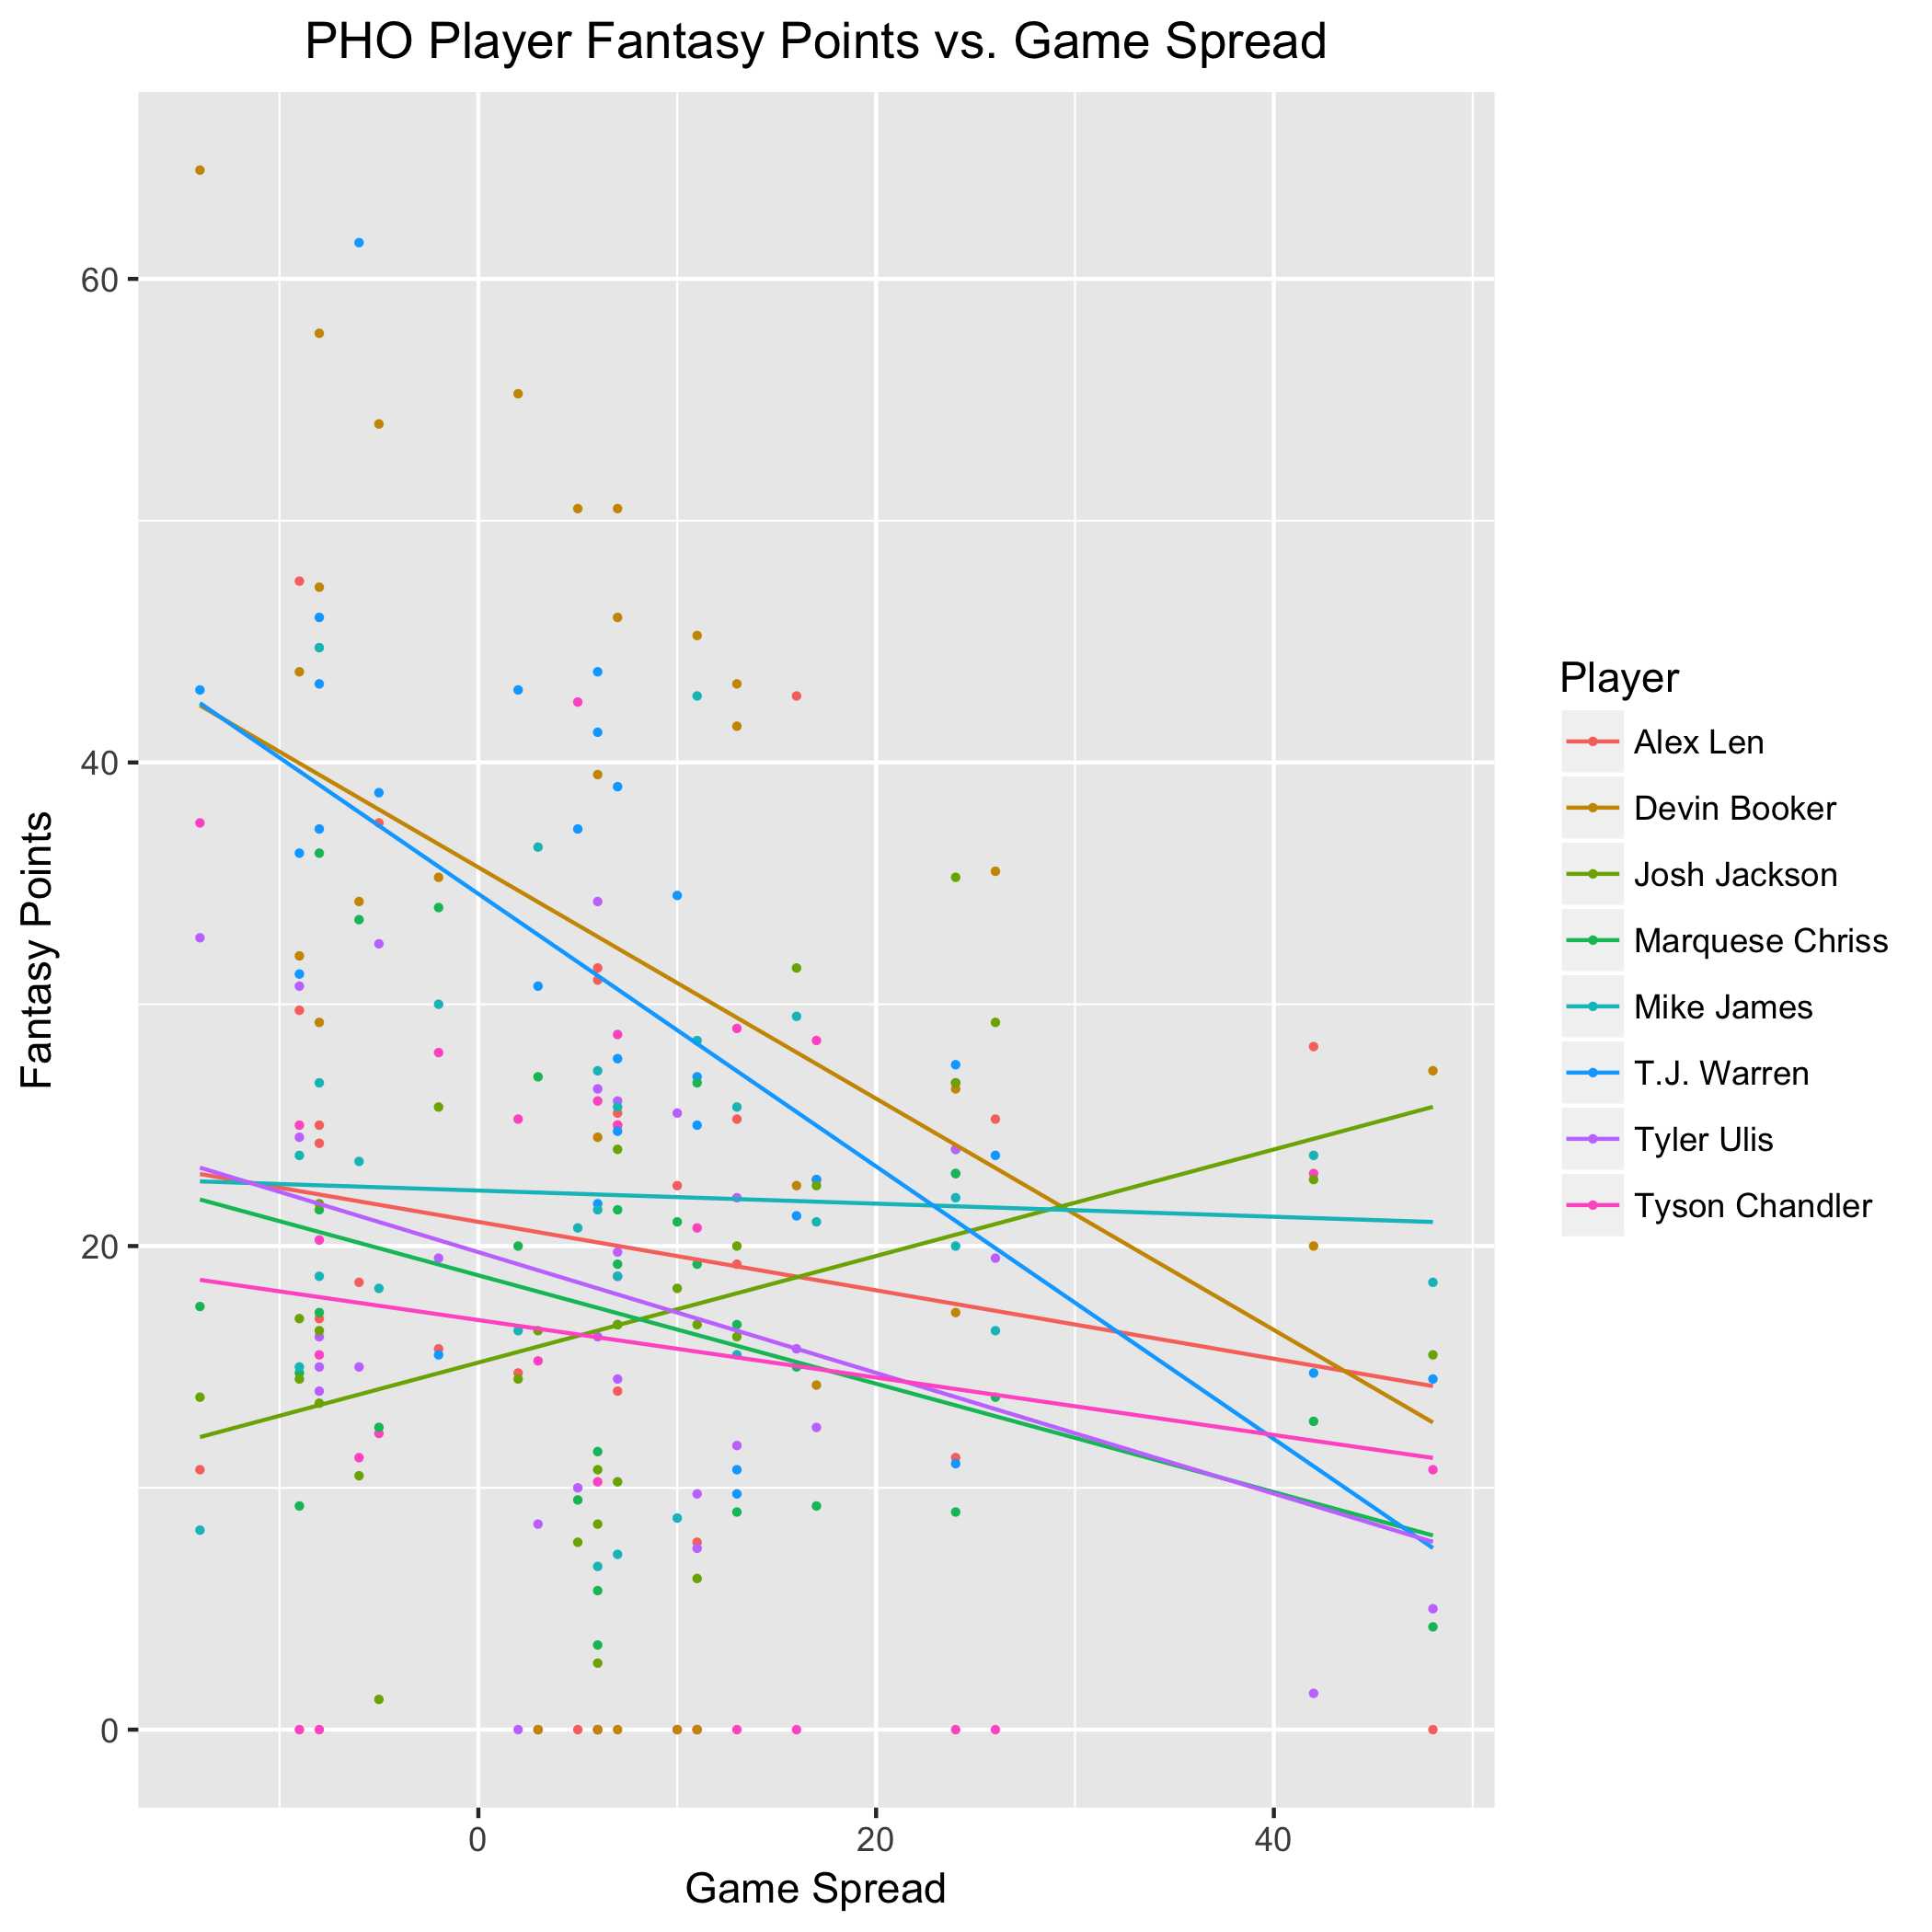 PHO Player Fantasy Points vs. Game Spread
60
40
20
0
Fantasy Points
0
20
40
Game Spread
Player
Alex Len
Devin Booker
Josh Jackson
Marquese Chriss
Mike James
T.J. Warren
Tyler Ulis
Tyson Chandler